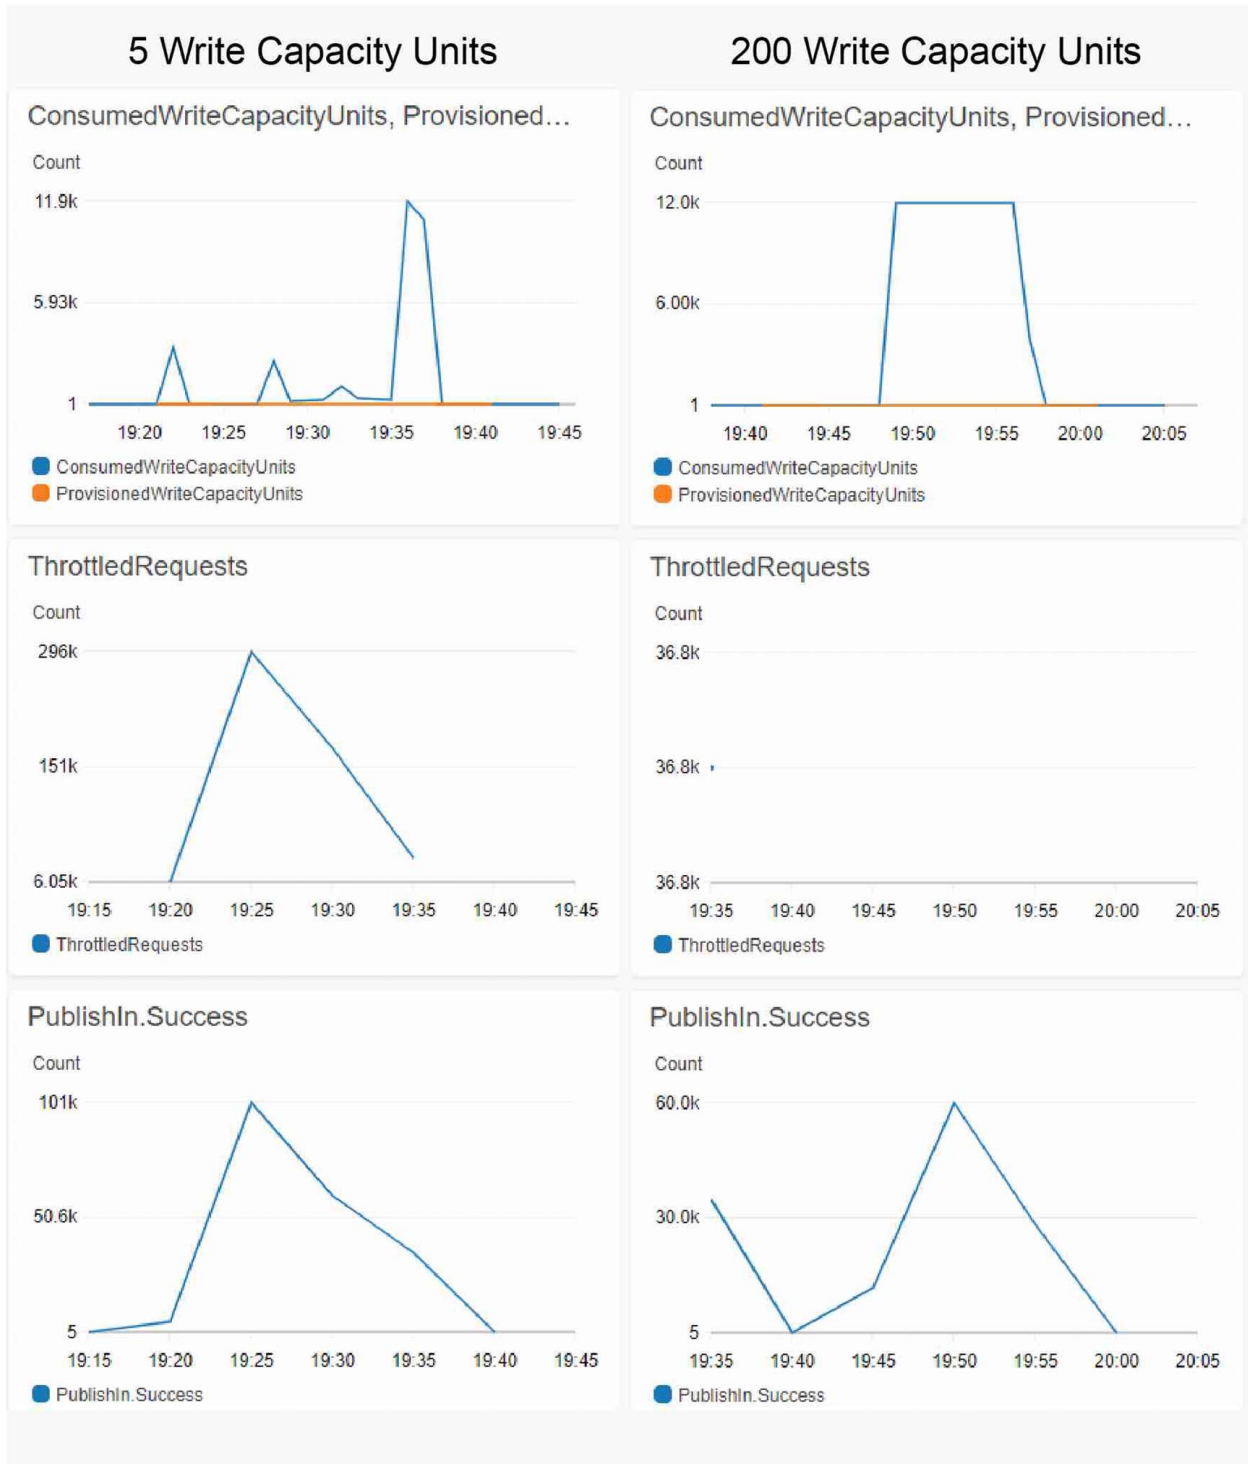 5 Write Capacity Units
200 Write Capacity Units
ConsumedWriteCapacityUnits, Provisioned...
Count
11.9k
5.93k
1
19:20 19:25 19:30 19:35 19:40 19:45
ConsumedWriteCapacityUnits
ProvisionedWriteCapacityUnits
ConsumedWriteCapacityUnits, Provisioned...
Count
12.0k
6.00k
1
19:40 19:45 19:50 19:55 20:00 20:05
ConsumedWriteCapacityUnits
ProvisionedWriteCapacityUnits
ThrottledRequests
Count
296k
151k
6.05k
19:15 19:20 19:25 19:30 19:35 19:40 19:45
ThrottledRequests
ThrottledRequests
Count
36.8k
36.8k
36.8k
19:35 19:40 19:45 19:50 19:55 20:00 20:05
ThrottledRequests
PublishIn.Success
Count
101k
50.6k
5
19:15 19:20 19:25 19:30 19:35 19:40 19:45
PublishIn.Success
PublishIn.Success
Count
60.0k
30.0k
5
19:35 19:40 19:45 19:50 19:55 20:00 20:05
PublishIn.Success